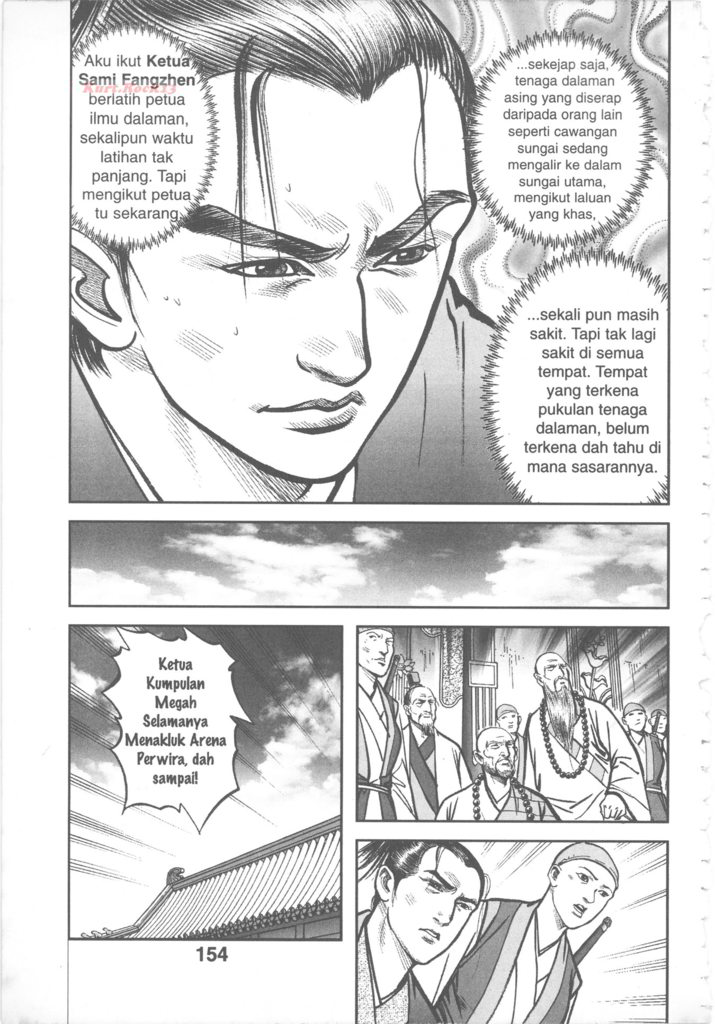 Aku ikut Ketua
Sami Fangzhen
Kurt.Rock13
berlatih petua
ilmu dalaman,
sekalipun waktu
latihan tak
panjang. Tapi
mengikut petua
tu sekarang,
...sekejap saja,
tenaga dalaman
asing yang diserap
daripada orang lain
seperti cawangan
sungai sedang
mengalir ke dalam
sungai utama,
mengikut laluan
yang khas,
...sekali pun masih
sakit. Tapi tak lagi
sakit di semua
tempat. Tempat
yang terkena
pukulan tenaga
dalaman, belum
terkena dah tahu di
mana sasarannya.
Ketua
Kumpulan
Megah
Selamanya
Menakluk Arena
Perwira, dah
sampai!
154